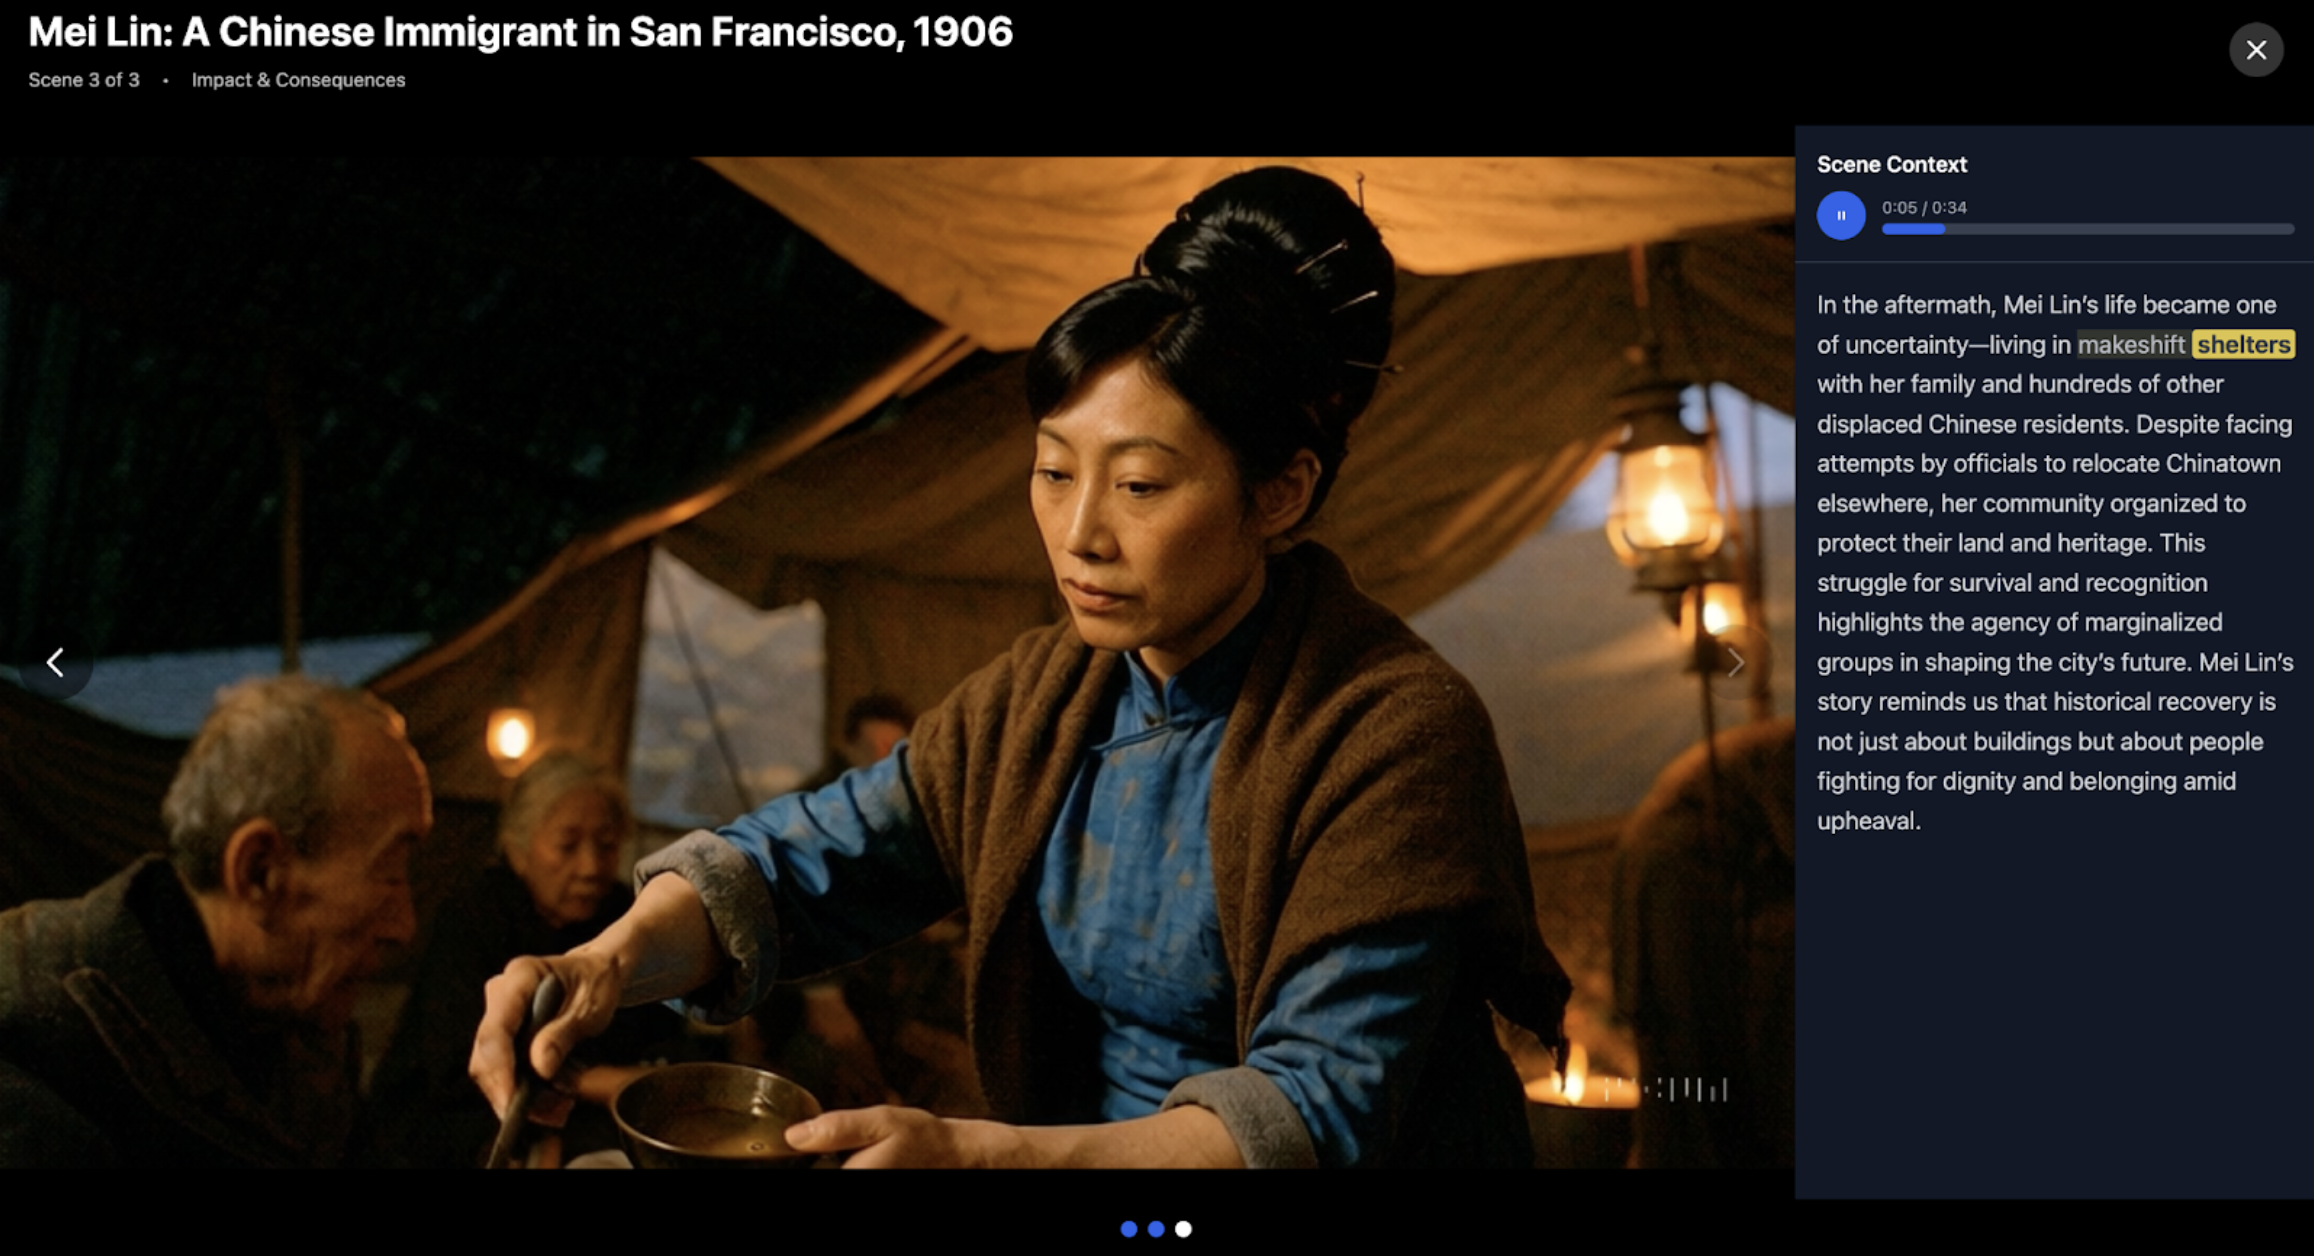 Mei Lin: A Chinese Immigrant in San Francisco, 1906
Scene 3 of 3 • Impact & Consequences
Scene Context
0:05 / 0:34
In the aftermath, Mei Lin’s life became one
of uncertainty—living in makeshift shelters
with her family and hundreds of other
displaced Chinese residents. Despite facing
attempts by officials to relocate Chinatown
elsewhere, her community organized to
protect their land and heritage. This
struggle for survival and recognition
highlights the agency of marginalized
groups in shaping the city’s future. Mei Lin’s
story reminds us that historical recovery is
not just about buildings but about people
fighting for dignity and belonging amid
upheaval.